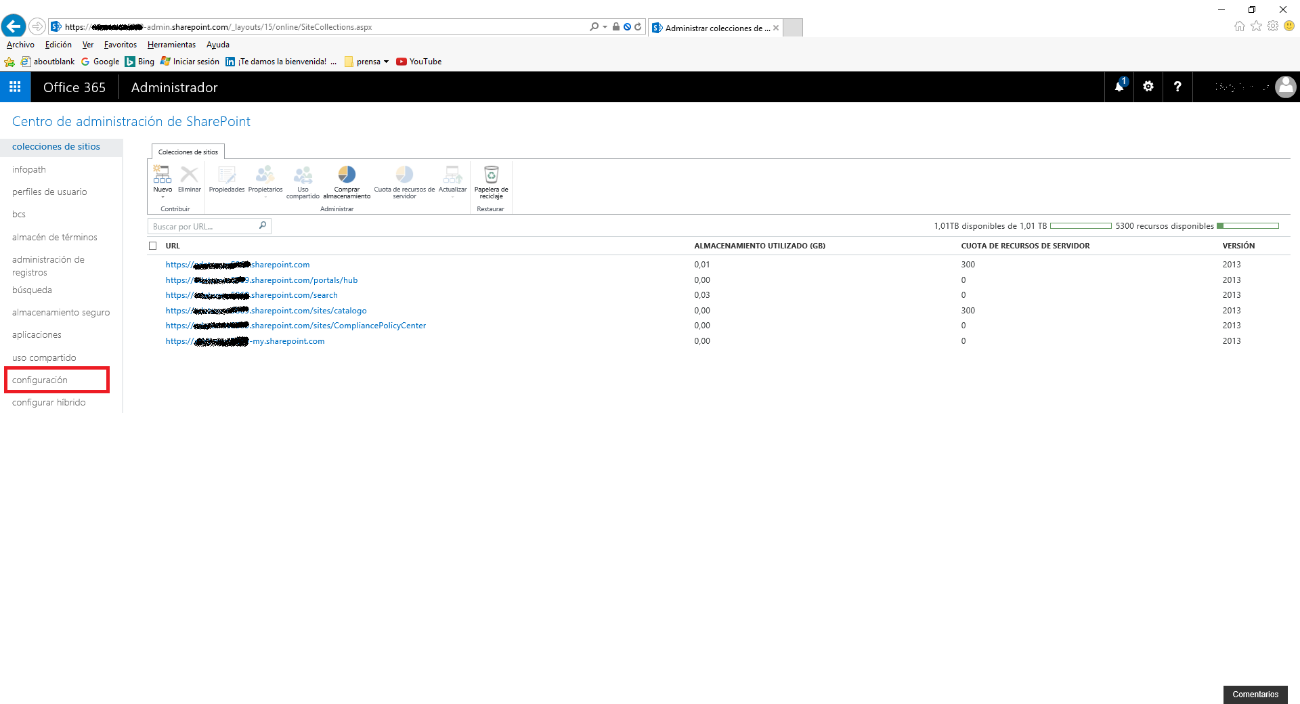 https://
-admin.sharepoint.com/_layouts/15/online/SiteCollections.aspx
Administrar colecciones de ...
Archivo Edición Ver Favoritos Herramientas Ayuda
aboutblank Google Bing Iniciar sesión ¡Te damos la bienvenida! ... prensa YouTube
Office 365 Administrador
1
?
Centro de administración de SharePoint
colecciones de sitios
infopath
perfiles de usuario
bcs
almacén de términos
administración de
registros
búsqueda
almacenamiento seguro
aplicaciones
uso compartido
configuración
configurar híbrido
Colecciones de sitios
Nuevo
Eliminar
Contribuir
Propiedades
Propietarios
Uso
compartido
Comprar
almacenamiento
Cuota de recursos de
servidor
Actualizar
Administrar
Papelera de
reciclaje
Restaurar
Buscar por URL...
1,01TB disponibles de 1,01 TB 5300 recursos disponibles
URL ALMACENAMIENTO UTILIZADO (GB) CUOTA DE RECURSOS DE SERVIDOR VERSIÓN
https:// .sharepoint.com 0,01 300 2013
https:// 9.sharepoint.com/portals/hub 0,00 0 2013
https:// .sharepoint.com/search 0,03 0 2013
https:// .sharepoint.com/sites/catalogo 0,00 300 2013
https:// .sharepoint.com/sites/CompliancePolicyCenter 0,00 0 2013
https:// -my.sharepoint.com 0,00 0 2013
Comentarios